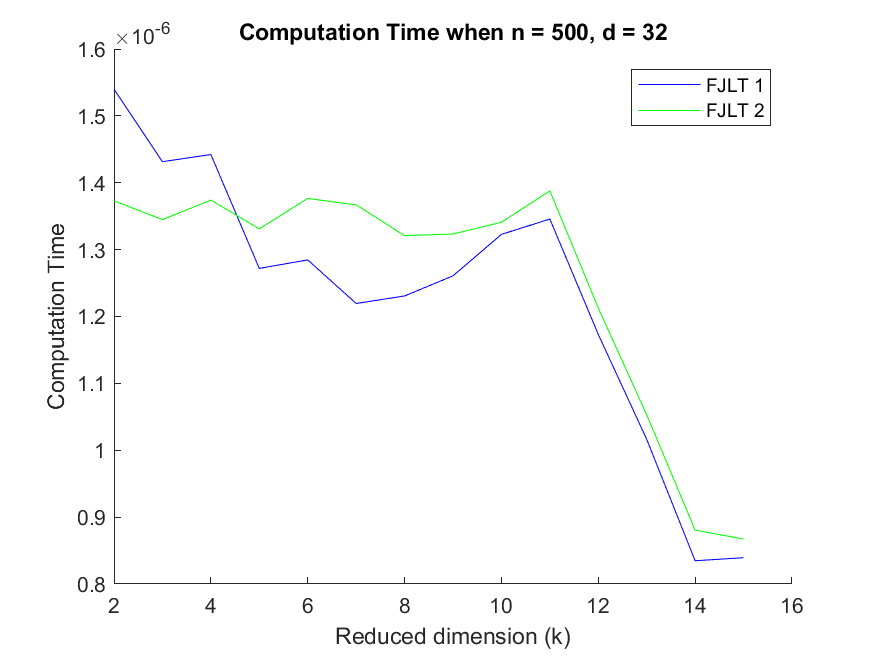 Computation Time when n = 500, d = 32
×10-6
1.6
1.5
1.4
1.3
1.2
1.1
1
0.9
0.8
Computation Time
FJLT 1
FJLT 2
2 4 6 8 10 12 14 16
Reduced dimension (k)